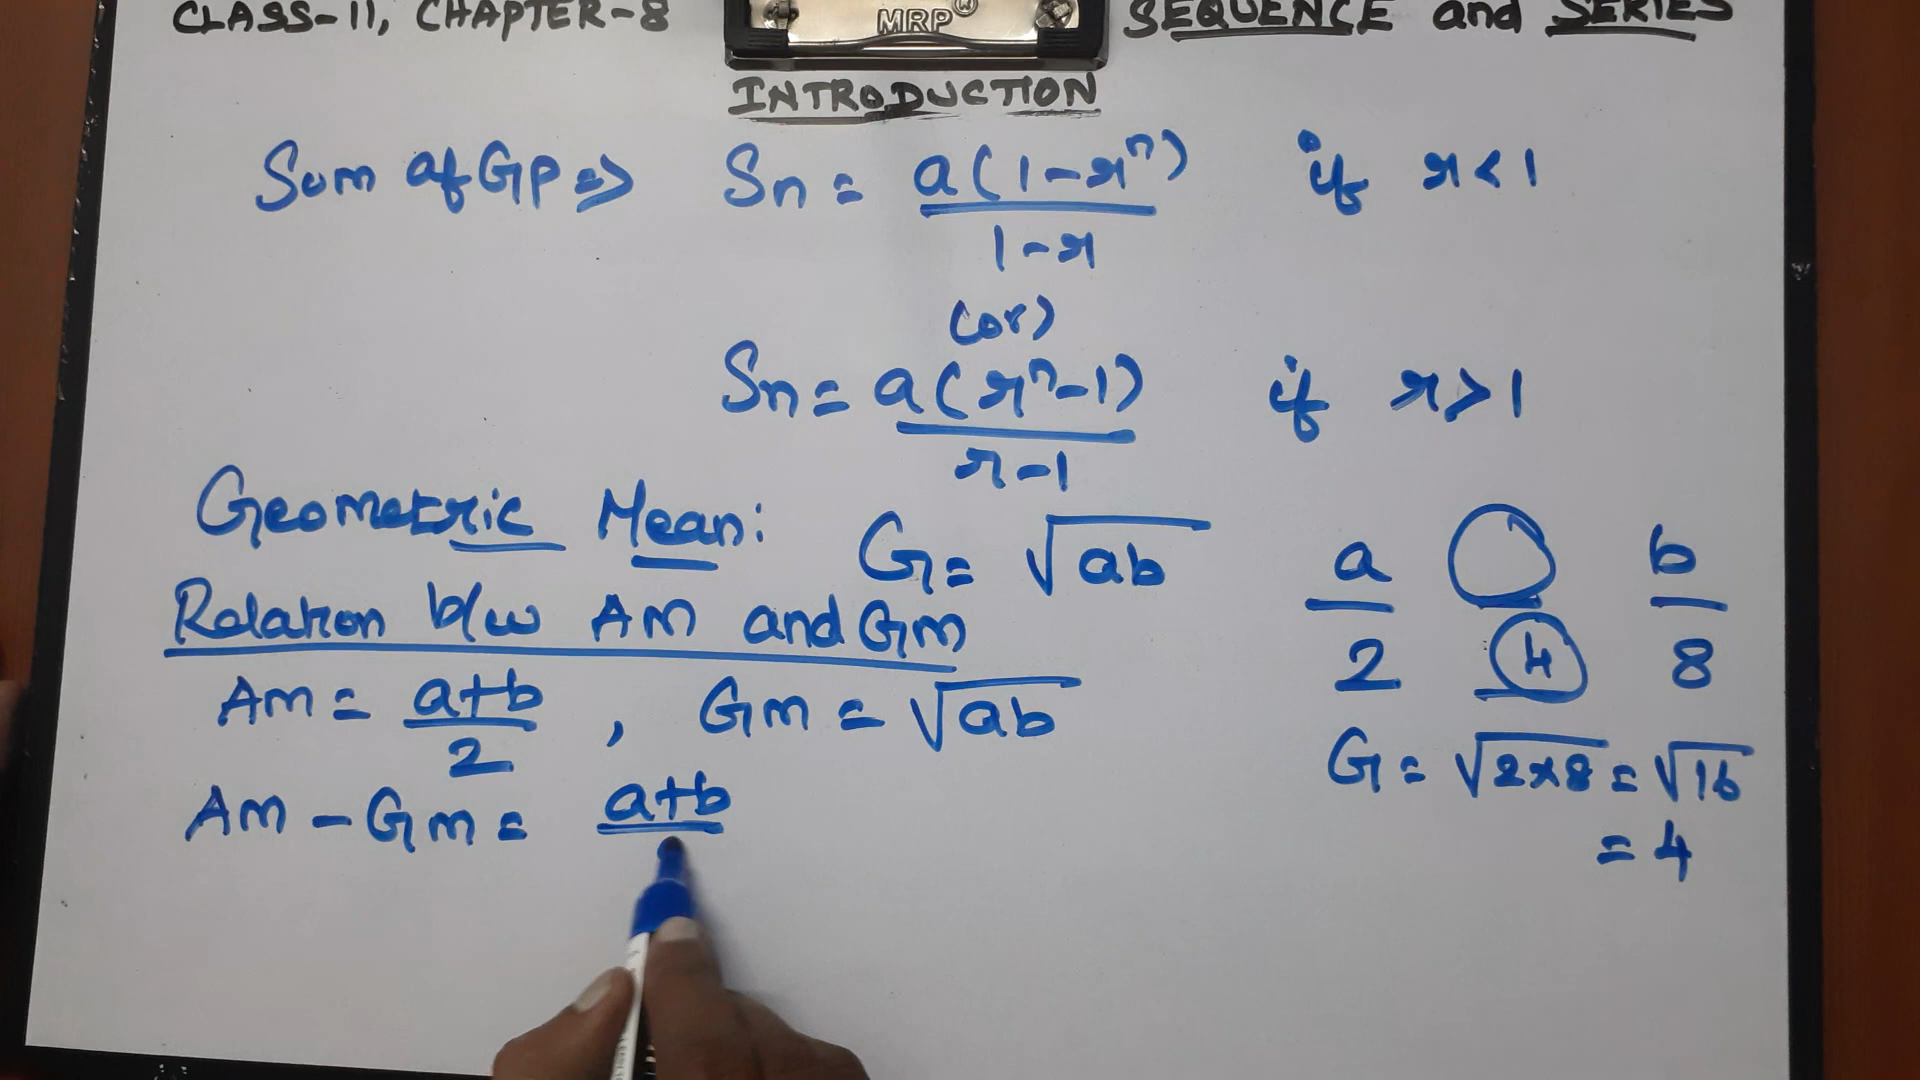 CLASS-11, CHAPTER-8
MRP
SEQUENCE and SERIES
INTRODUCTION
Sum of GP => Sn = a(1-r^n) / 1-r if r<1
(or)
Sn = a(r^n-1) / r-1 if r>1
Geometric Mean: G = √ab
a b
Relation b/w AM and GM
2 4 8
AM = a+b / 2 , GM = √ab
G = √2x8 = √16
AM - GM = a+b
= 4